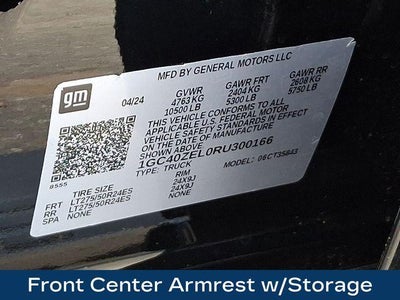 MFD BY GENERAL MOTORS LLC
gm
04/24
GVWR GAWR FRT GAWR RR
4763 KG 2404 KG 2608 KG
10500 LB 5300 LB 5750 LB
THIS VEHICLE CONFORMS TO ALL APPLICABLE
U.S. FEDERAL MOTOR
VEHICLE SAFETY STANDARDS
IN EFFECT ON THE DATE OF
MANUFACTURE SHOWN ABOVE.
1GC40ZEL0RU300166
TYPE: TRUCK MODEL: 06CT35843
9555
TIRE SIZE RIM
FRT LT275/50R24ES 24X9J
RR LT275/50R24ES 24X9J
SPA NONE NONE
Front Center Armrest w/Storage